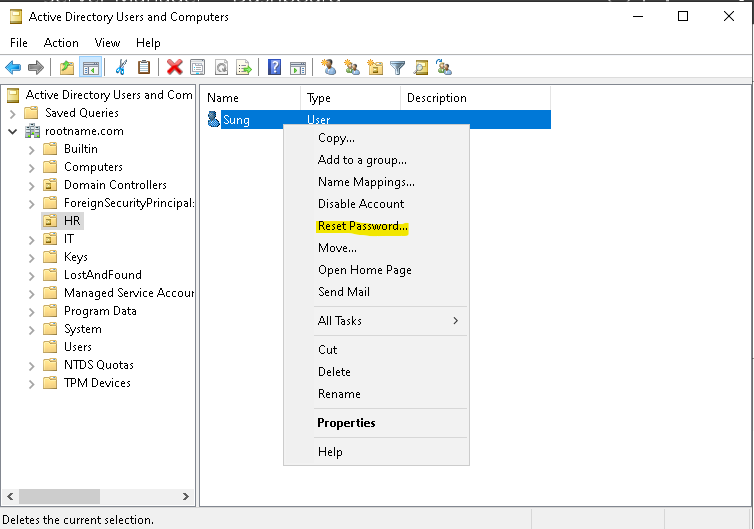 Active Directory Users and Computers
File Action View Help
Active Directory Users and Com
Saved Queries
rootname.com
Builtin
Computers
Domain Controllers
ForeignSecurityPrincipals
HR
IT
Keys
LostAndFound
Managed Service Accour
Program Data
System
Users
NTDS Quotas
TPM Devices
Name Type Description
Sung User
Copy...
Add to a group...
Name Mappings...
Disable Account
Reset Password...
Move...
Open Home Page
Send Mail
All Tasks
Cut
Delete
Rename
Properties
Help
Deletes the current selection.